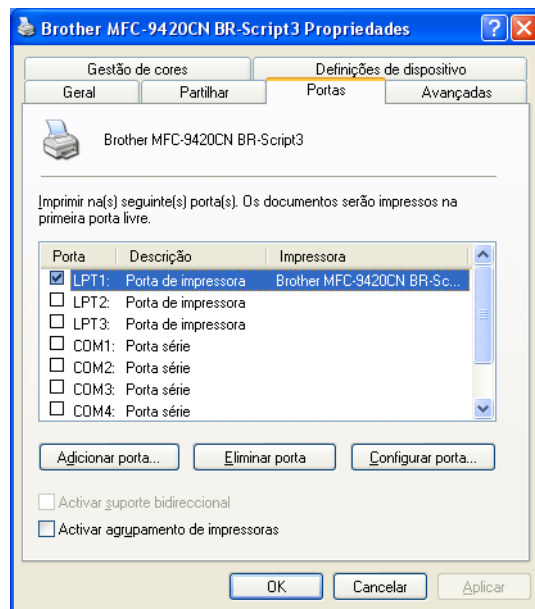 Brother MFC-9420CN BR-Script3 Propriedades
Gestão de cores Definições de dispositivo
Geral Partilhar Portas Avançadas
Brother MFC-9420CN BR-Script3
Imprimir na(s) seguinte(s) porta(s). Os documentos serão impressos na
primeira porta livre.
Porta Descrição Impressora
LPT1: Porta de impressora Brother MFC-9420CN BR-Sc...
LPT2: Porta de impressora
LPT3: Porta de impressora
COM1: Porta série
COM2: Porta série
COM3: Porta série
COM4: Porta série
Adicionar porta... Eliminar porta Configurar porta...
Activar suporte bidireccional
Activar agrupamento de impressoras
OK Cancelar Aplicar